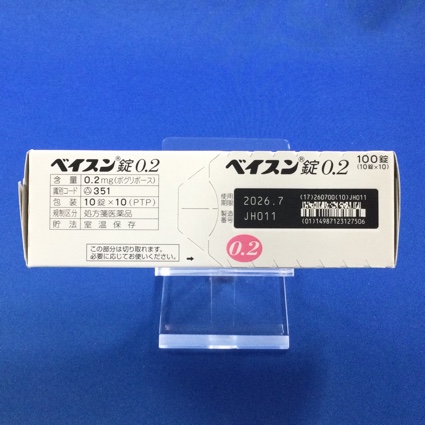 ベイスン®錠0.2
含量 0.2mg(ボグリボース)
識別コード 351
包装 10錠×10(PTP)
規制区分 処方箋医薬品
貯法 室温保存
この部分は切り取れます。
必要に応じてお使いください。
→
ベイスン®錠0.2
100錠
(10錠×10)
使用期限 2026.7
製造番号 JH011
(17)260700(10)JH011
(01)14987123127506
0.2